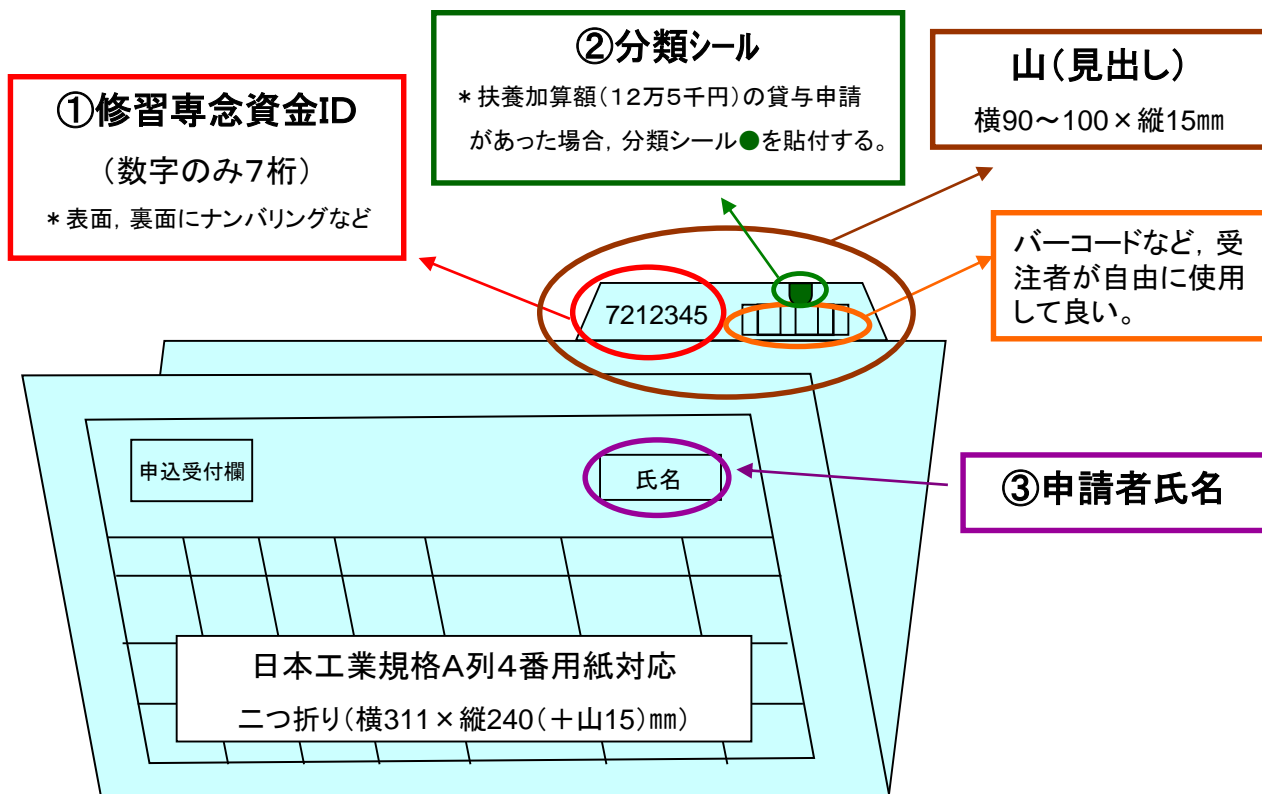 ①修習専念資金ID
（数字のみ７桁）
＊表面，裏面にナンバリングなど
②分類シール
＊扶養加算額（１２万５千円）の貸与申請
があった場合，分類シール●を貼付する。
山（見出し）
横90～100×縦15㎜
バーコードなど，受
注者が自由に使用
して良い。
7212345
申込受付欄
氏名
③申請者氏名
日本工業規格Ａ列４番用紙対応
二つ折り（横311×縦240（＋山15）㎜）